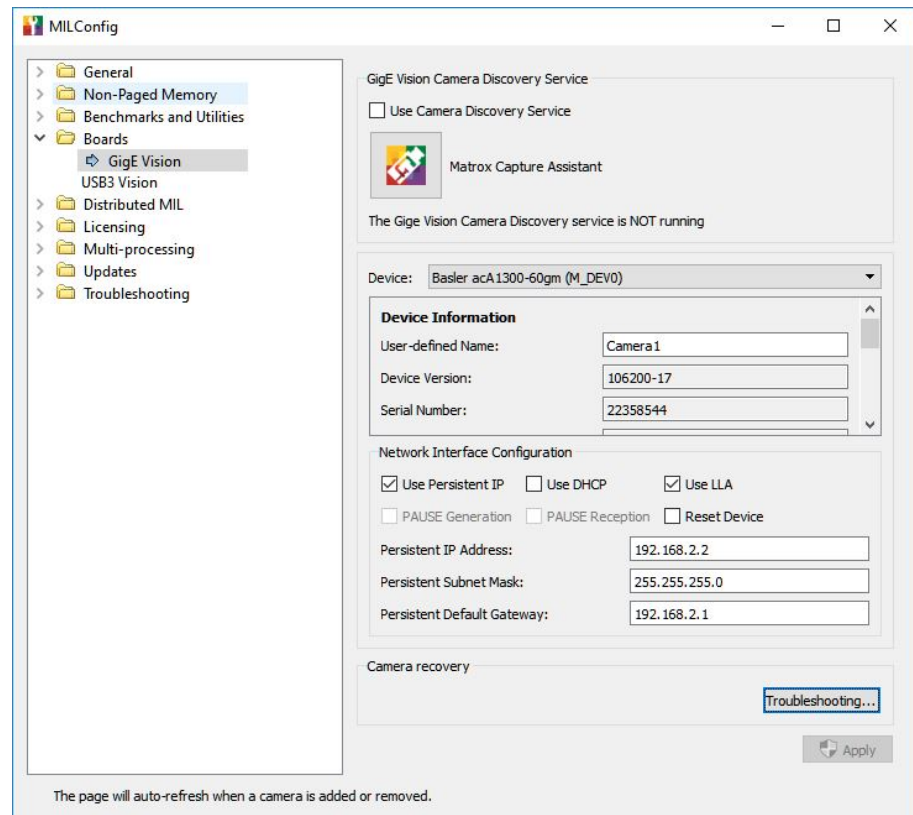 MILConfig
General
Non-Paged Memory
Benchmarks and Utilities
Boards
GigE Vision
USB3 Vision
Distributed MIL
Licensing
Multi-processing
Updates
Troubleshooting
GigE Vision Camera Discovery Service
Use Camera Discovery Service
Matrox Capture Assistant
The Gige Vision Camera Discovery service is NOT running
Device: Basler acA1300-60gm (M_DEV0)
Device Information
User-defined Name: Camera1
Device Version: 106200-17
Serial Number: 22358544
Network Interface Configuration
Use Persistent IP Use DHCP Use LLA
PAUSE Generation PAUSE Reception Reset Device
Persistent IP Address: 192.168.2.2
Persistent Subnet Mask: 255.255.255.0
Persistent Default Gateway: 192.168.2.1
Camera recovery
Troubleshooting...
Apply
The page will auto-refresh when a camera is added or removed.